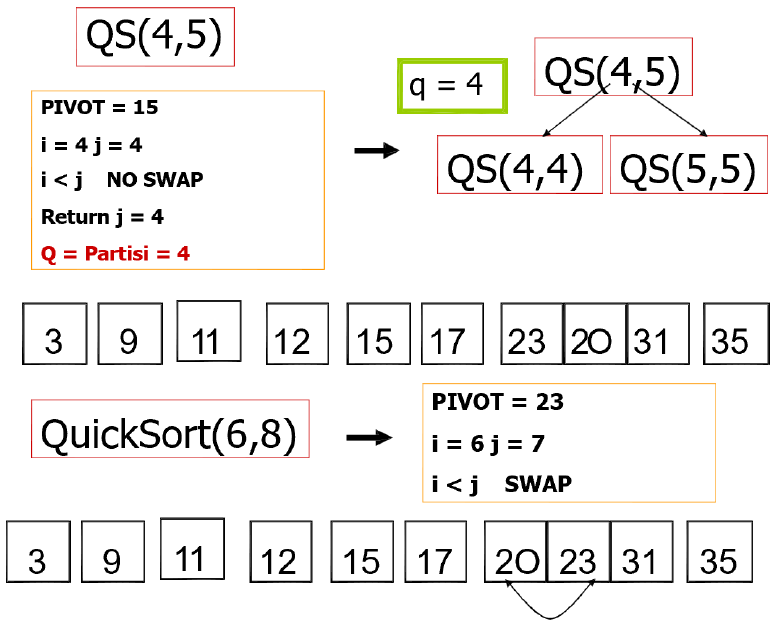 QS(4,5)
PIVOT = 15
i = 4 j = 4
i < j NO SWAP
Return j = 4
Q = Partisi = 4
q = 4
QS(4,5)
QS(4,4) QS(5,5)
3 9 11 12 15 17 23 20 31 35
QuickSort(6,8)
PIVOT = 23
i = 6 j = 7
i < j SWAP
3 9 11 12 15 17 20 23 31 35